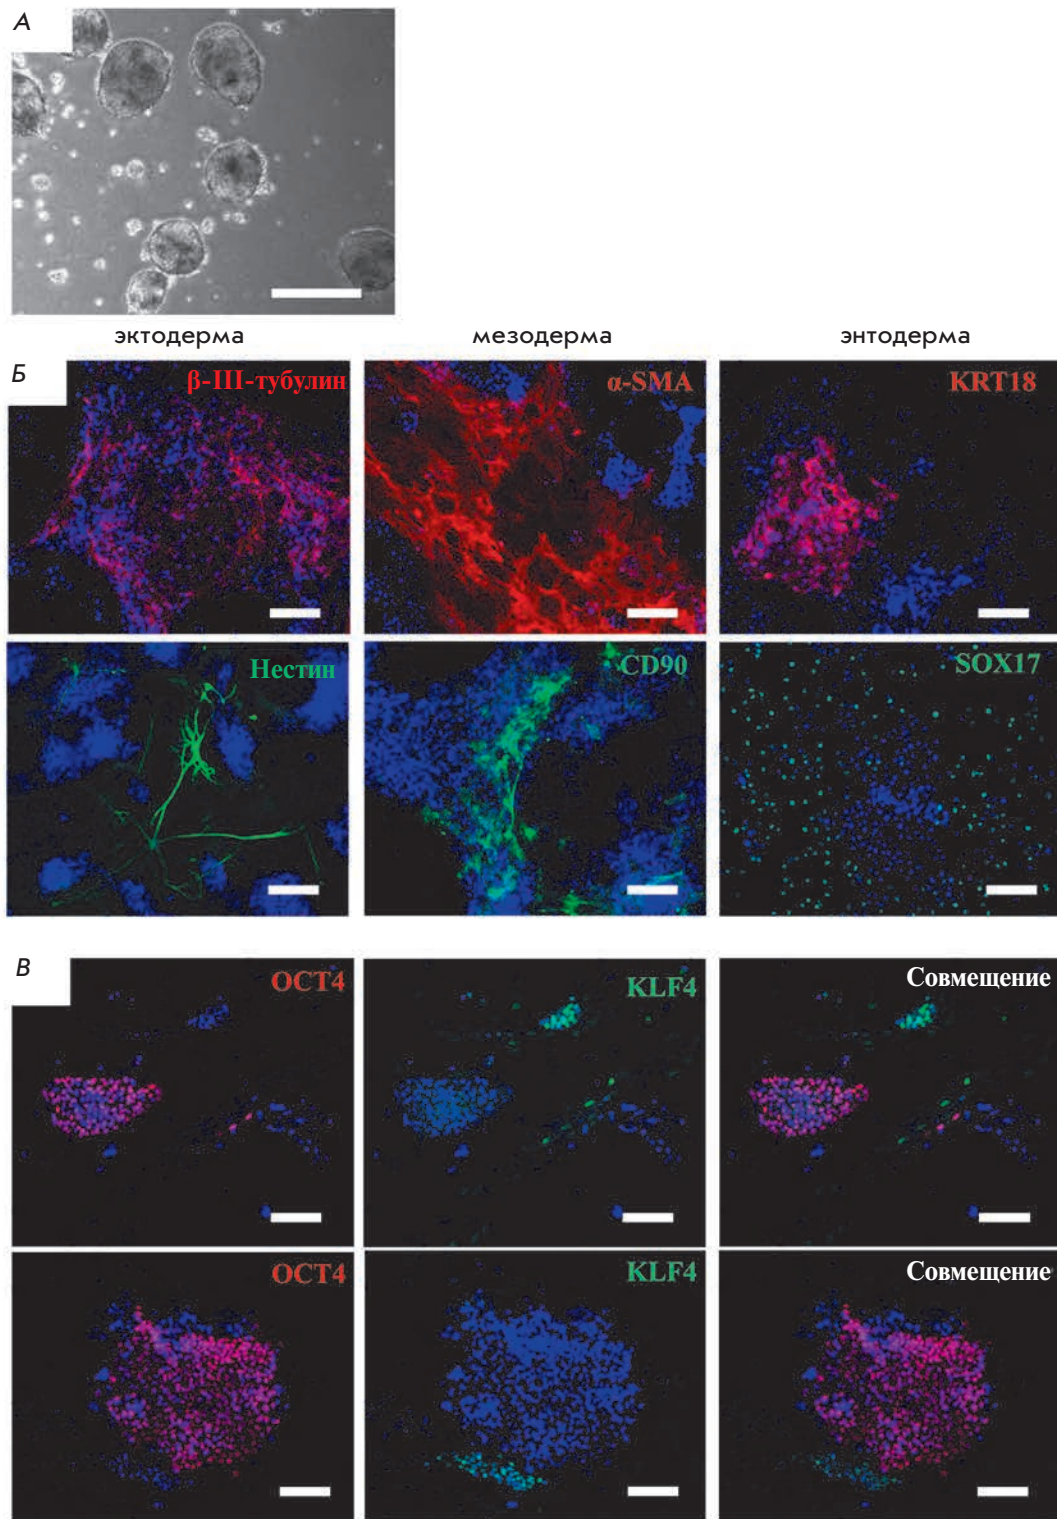 А
эктодерма мезодерма энтодерма
Б
β-III-тубулин α-SMA KRT18
Нестин CD90 SOX17
В
OCT4 KLF4 Совмещение
OCT4 KLF4 Совмещение